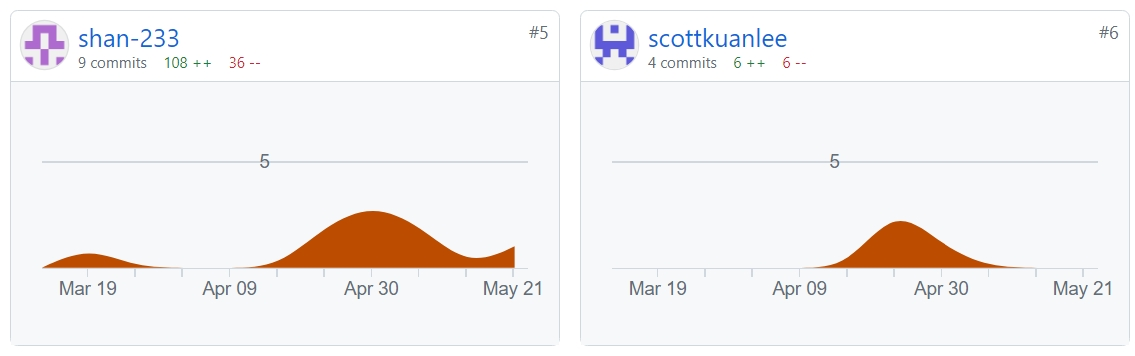 shan-233
#5
9 commits 108 ++ 36 --
5
Mar 19 Apr 09 Apr 30 May 21
scottkuanlee
#6
4 commits 6 ++ 6 --
5
Mar 19 Apr 09 Apr 30 May 21